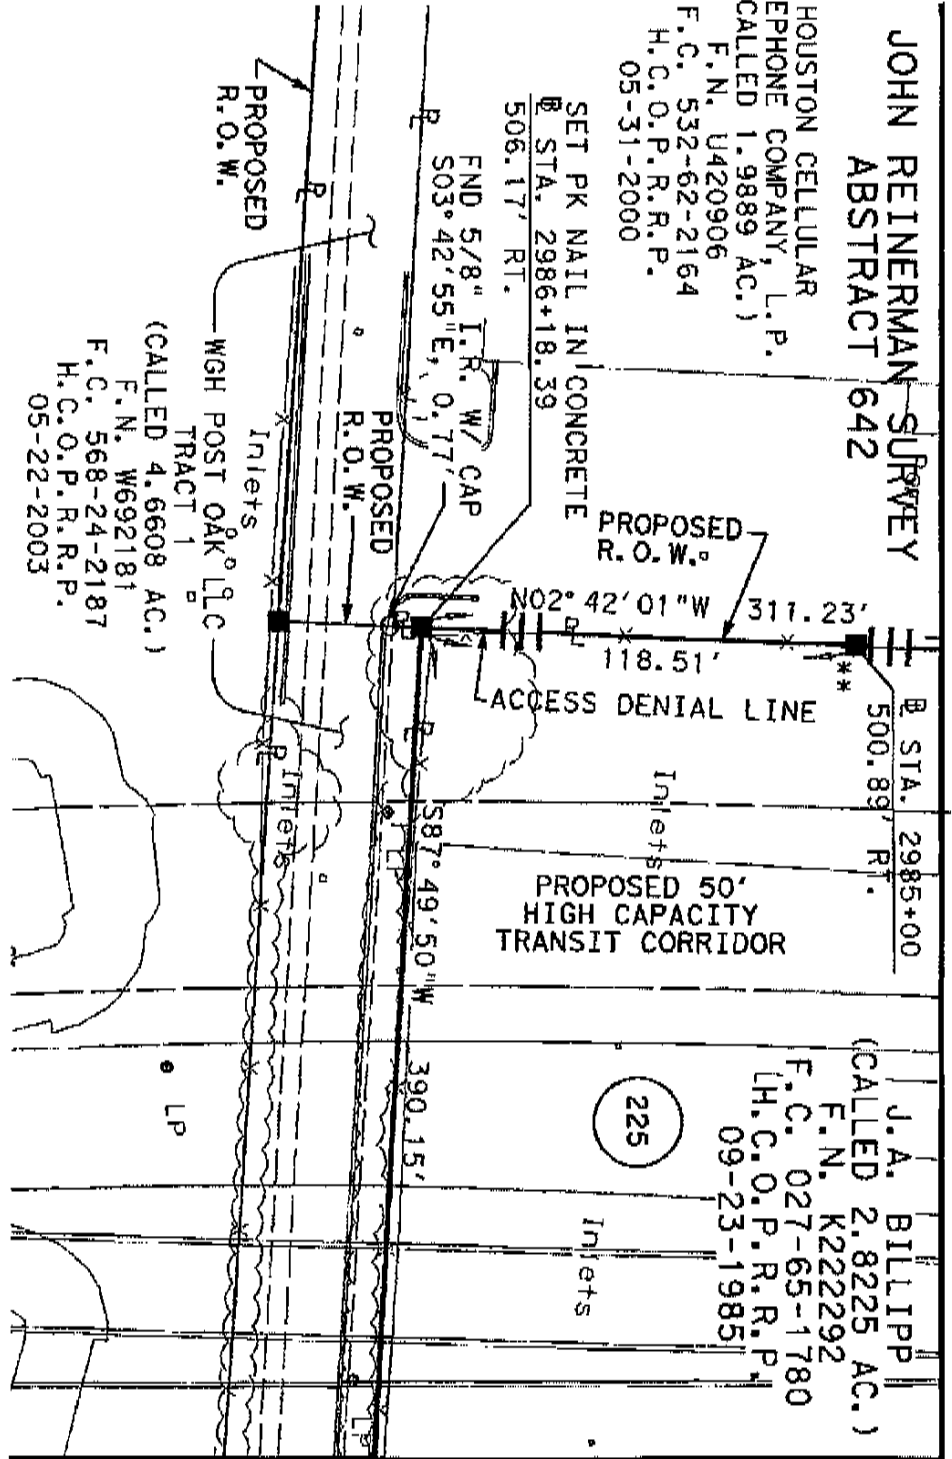 JOHN REINERMAN SURVEY
ABSTRACT 642
HOUSTON CELLULAR
EPHONE COMPANY, L.P.
CALLED 1.9889 AC.)
F.N. U420906
F.C. 532-62-2164
H.C.O.P.R.R.P.
05-31-2000
SET PK NAIL IN CONCRETE
STA. 2986+18.39
506.17' RT.
FND 5/8" I.R. W/ CAP
S03°42'55"E, 0.77'
PROPOSED
R.O.W.
PROPOSED
R.O.W.
PROPOSED
R.O.W.
WGH POST OAK LLC
TRACT 1
(CALLED 4.6608 AC.)
F.N. W692181
F.C. 568-24-2187
H.C.O.P.R.R.P.
05-22-2003
Inlets
N02°42'01"W 311.23'
118.51'
**
ACCESS DENIAL LINE
STA. 2985+00
500.89' RT.
Inlets
Inlets
S87°49'50"W 390.15'
PROPOSED 50'
HIGH CAPACITY
TRANSIT CORRIDOR
J.A. BILLIPP
(CALLED 2.8225 AC.)
F.N. K222292
F.C. 027-65-1780
H.C.O.P.R.R.P.
09-23-1985
225
Inlets
LP
LP
LP